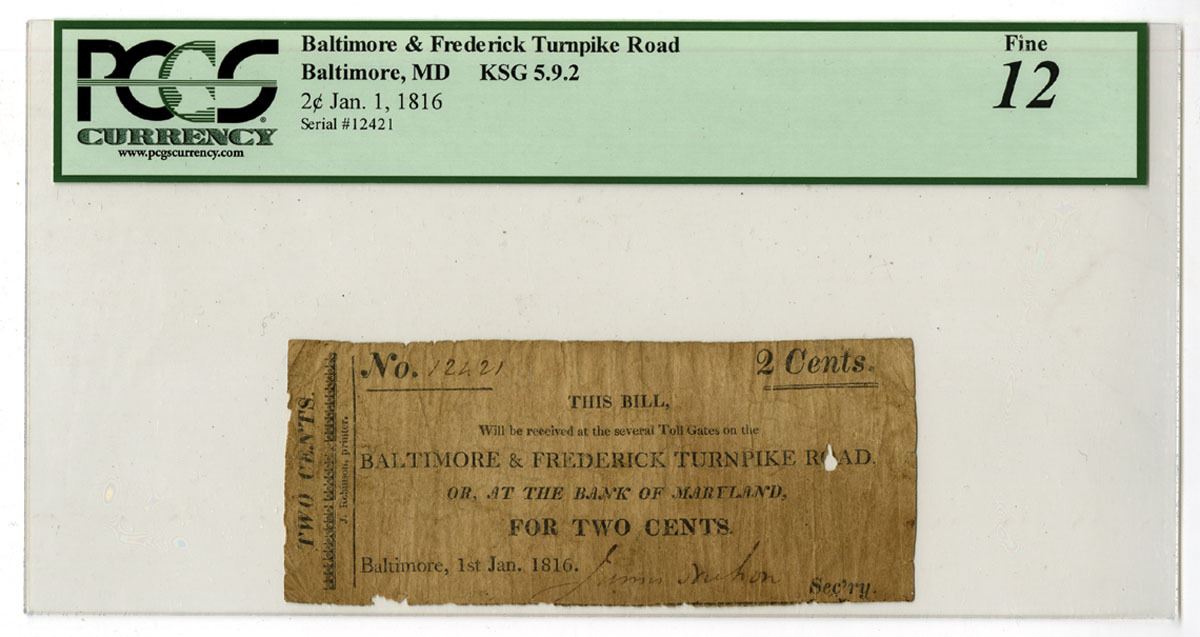 PCGS
CURRENCY
www.pcgscurrency.com
Baltimore & Frederick Turnpike Road
Baltimore, MD KSG 5.9.2
2¢ Jan. 1, 1816
Serial #12421
Fine
12
TWO CENTS.
J. Robinson, printer.
No. 12421
2 Cents.
THIS BILL,
Will be received at the several Toll Gates on the
BALTIMORE & FREDERICK TURNPIKE ROAD,
OR, AT THE BANK OF MARYLAND,
FOR TWO CENTS.
Baltimore, 1st Jan. 1816.
Sec'ry.